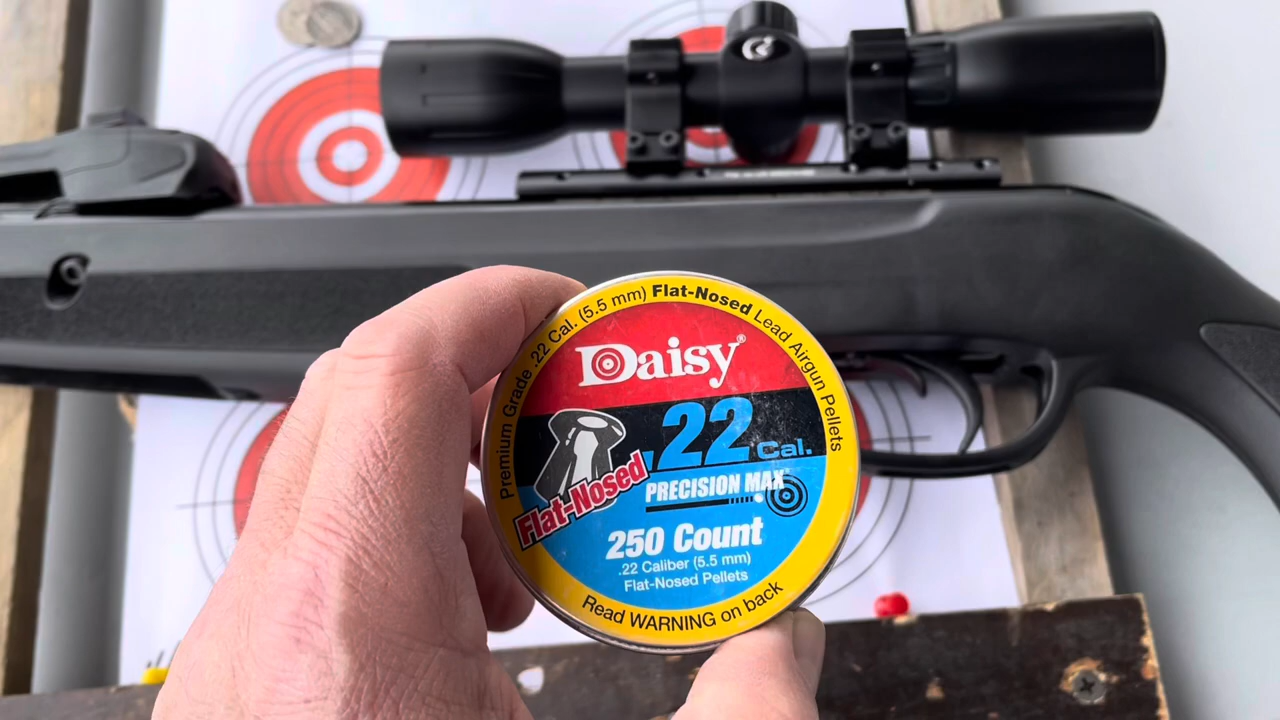 Premium Grade .22 Cal. (5.5 mm) Flat-Nosed Lead Airgun Pellets
Daisy®
.22 Cal.
Flat-Nosed
PRECISION MAX
250 Count
.22 Caliber (5.5 mm)
Flat-Nosed Pellets
Read WARNING on back